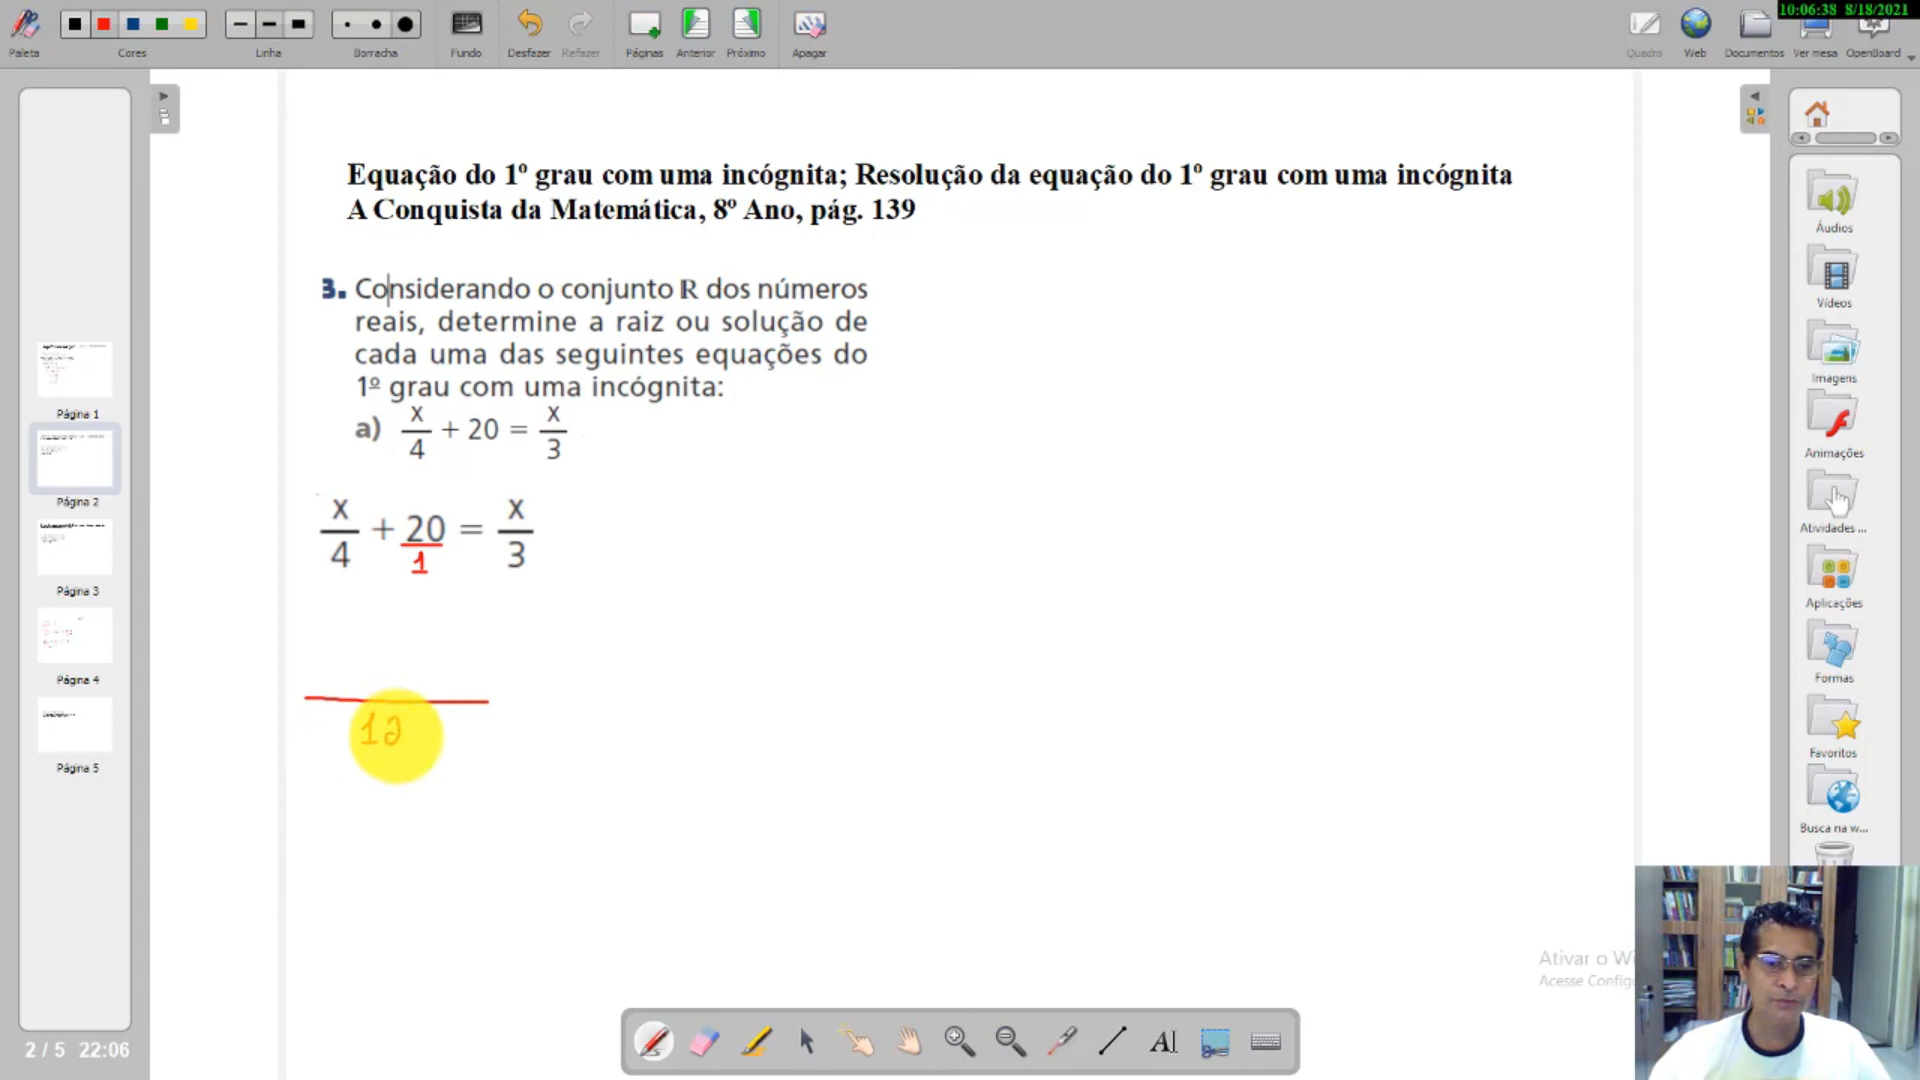 10:06:38 8/18/2021
Paleta
Cores
Linha
Borracha
Fundo
Desfazer
Refazer
Páginas
Anterior
Próximo
Apagar
Quadro
Web
Documentos
Ver mesa
OpenBoard
Equação do 1º grau com uma incógnita; Resolução da equação do 1º grau com uma incógnita
A Conquista da Matemática, 8º Ano, pág. 139
3. Considerando o conjunto ℝ dos números
reais, determine a raiz ou solução de
cada uma das seguintes equações do
1º grau com uma incógnita:
a) x/4 + 20 = x/3
x/4 + 20/1 = x/3
12
Página 1
Página 2
Página 3
Página 4
Página 5
2 / 5 22:06
Áudios
Vídeos
Imagens
Animações
Atividades ...
Aplicações
Formas
Favoritos
Busca na w...
Ativar o Wi
Acesse Config
A